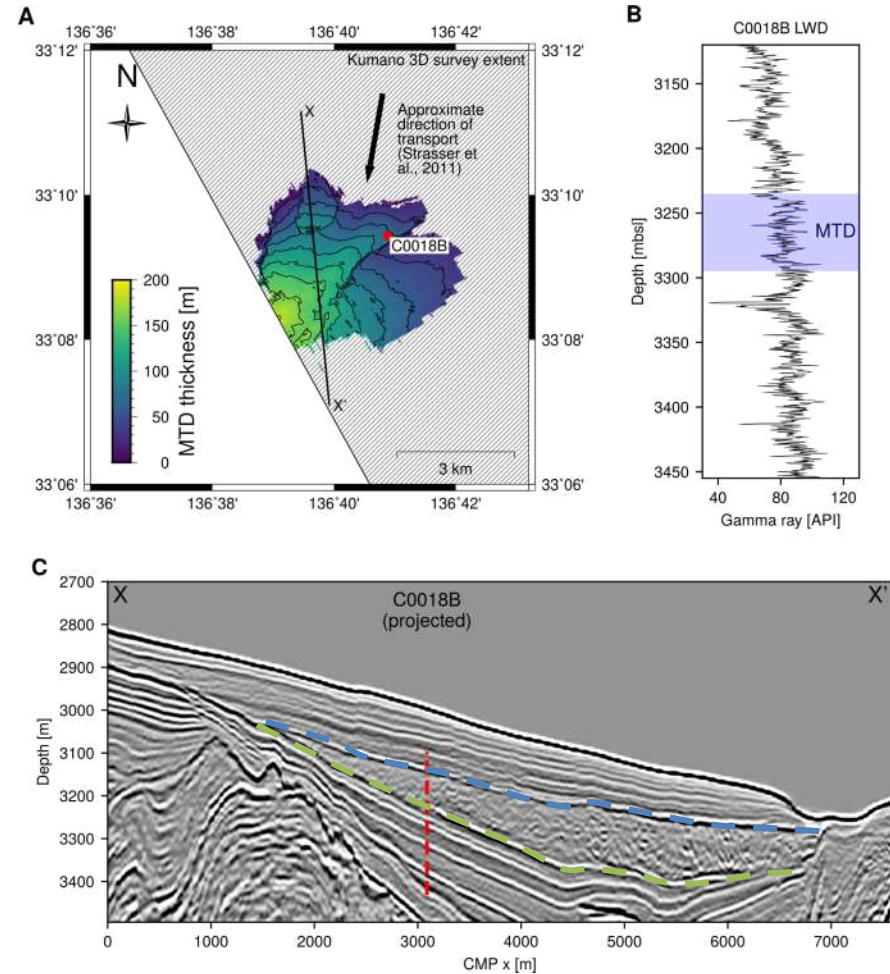 A
136˚36' 136˚38' 136˚40' 136˚42'
33˚12' 33˚12'
Kumano 3D survey extent
N
X
Approximate
direction of
transport
(Strasser et
al., 2011)
33˚10' 33˚10'
C0018B
200
150
100
50
0
MTD thickness [m]
33˚08' 33˚08'
X'
3 km
33˚06' 33˚06'
136˚36' 136˚38' 136˚40' 136˚42'
B
C0018B LWD
3150
3200
3250
MTD
3300
3350
3400
3450
Depth [mbsl]
40 80 120
Gamma ray [API]
C
X C0018B X'
(projected)
2700
2800
2900
3000
3100
3200
3300
3400
Depth [m]
0 1000 2000 3000 4000 5000 6000 7000
CMP x [m]